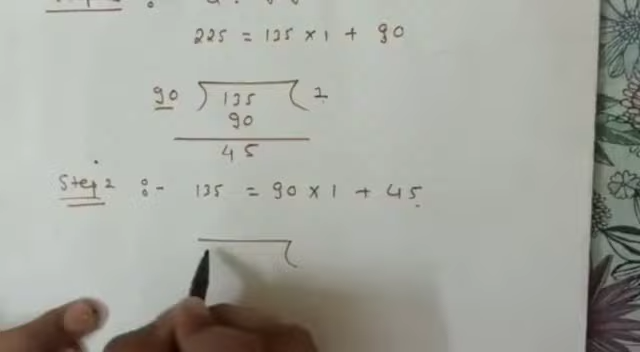 225 = 135 × 1 + 90
90 ) 135 ( 1
90
45
Step 2 :- 135 = 90 × 1 + 45